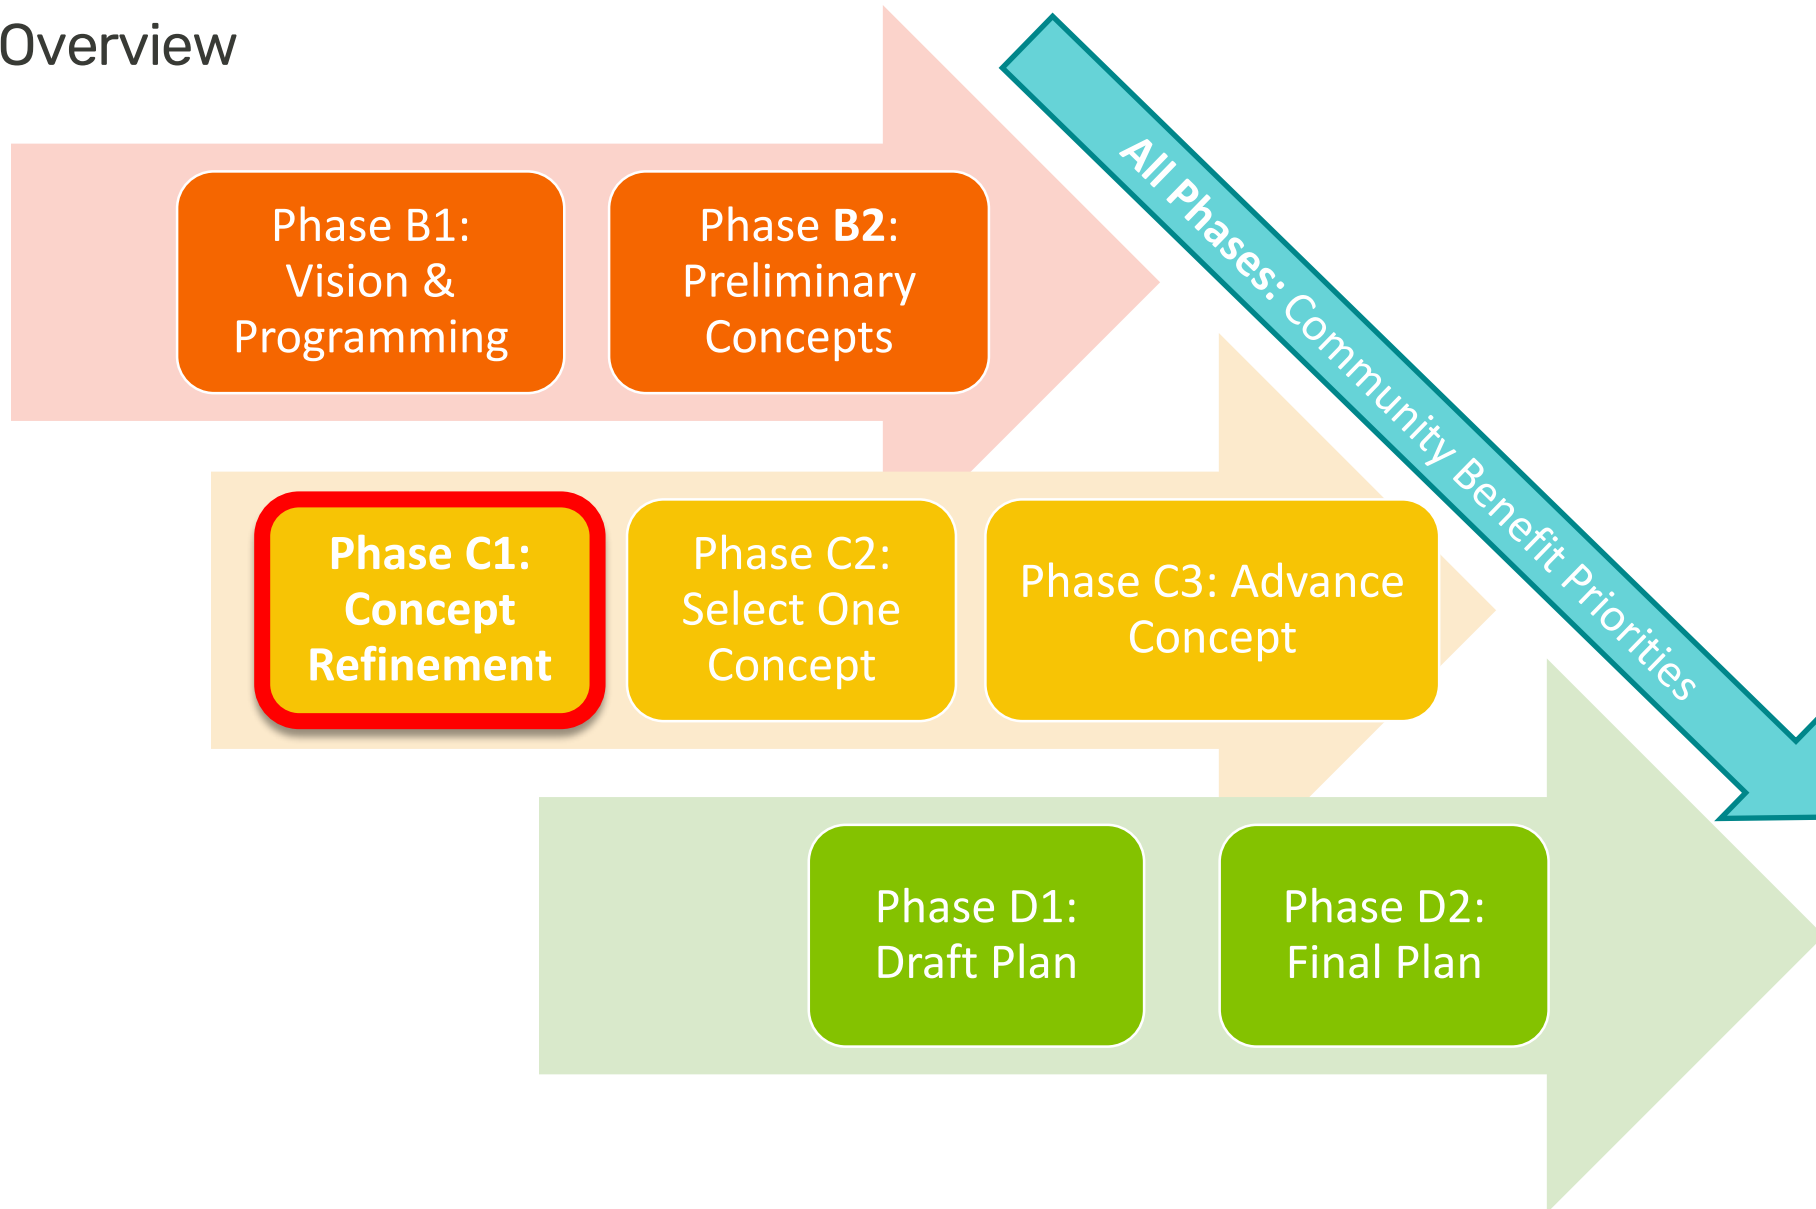 Overview
Phase B1:
Vision &
Programming
Phase B2:
Preliminary
Concepts
All Phases: Community Benefit Priorities
Phase C1:
Concept
Refinement
Phase C2:
Select One
Concept
Phase C3: Advance
Concept
Phase D1:
Draft Plan
Phase D2:
Final Plan